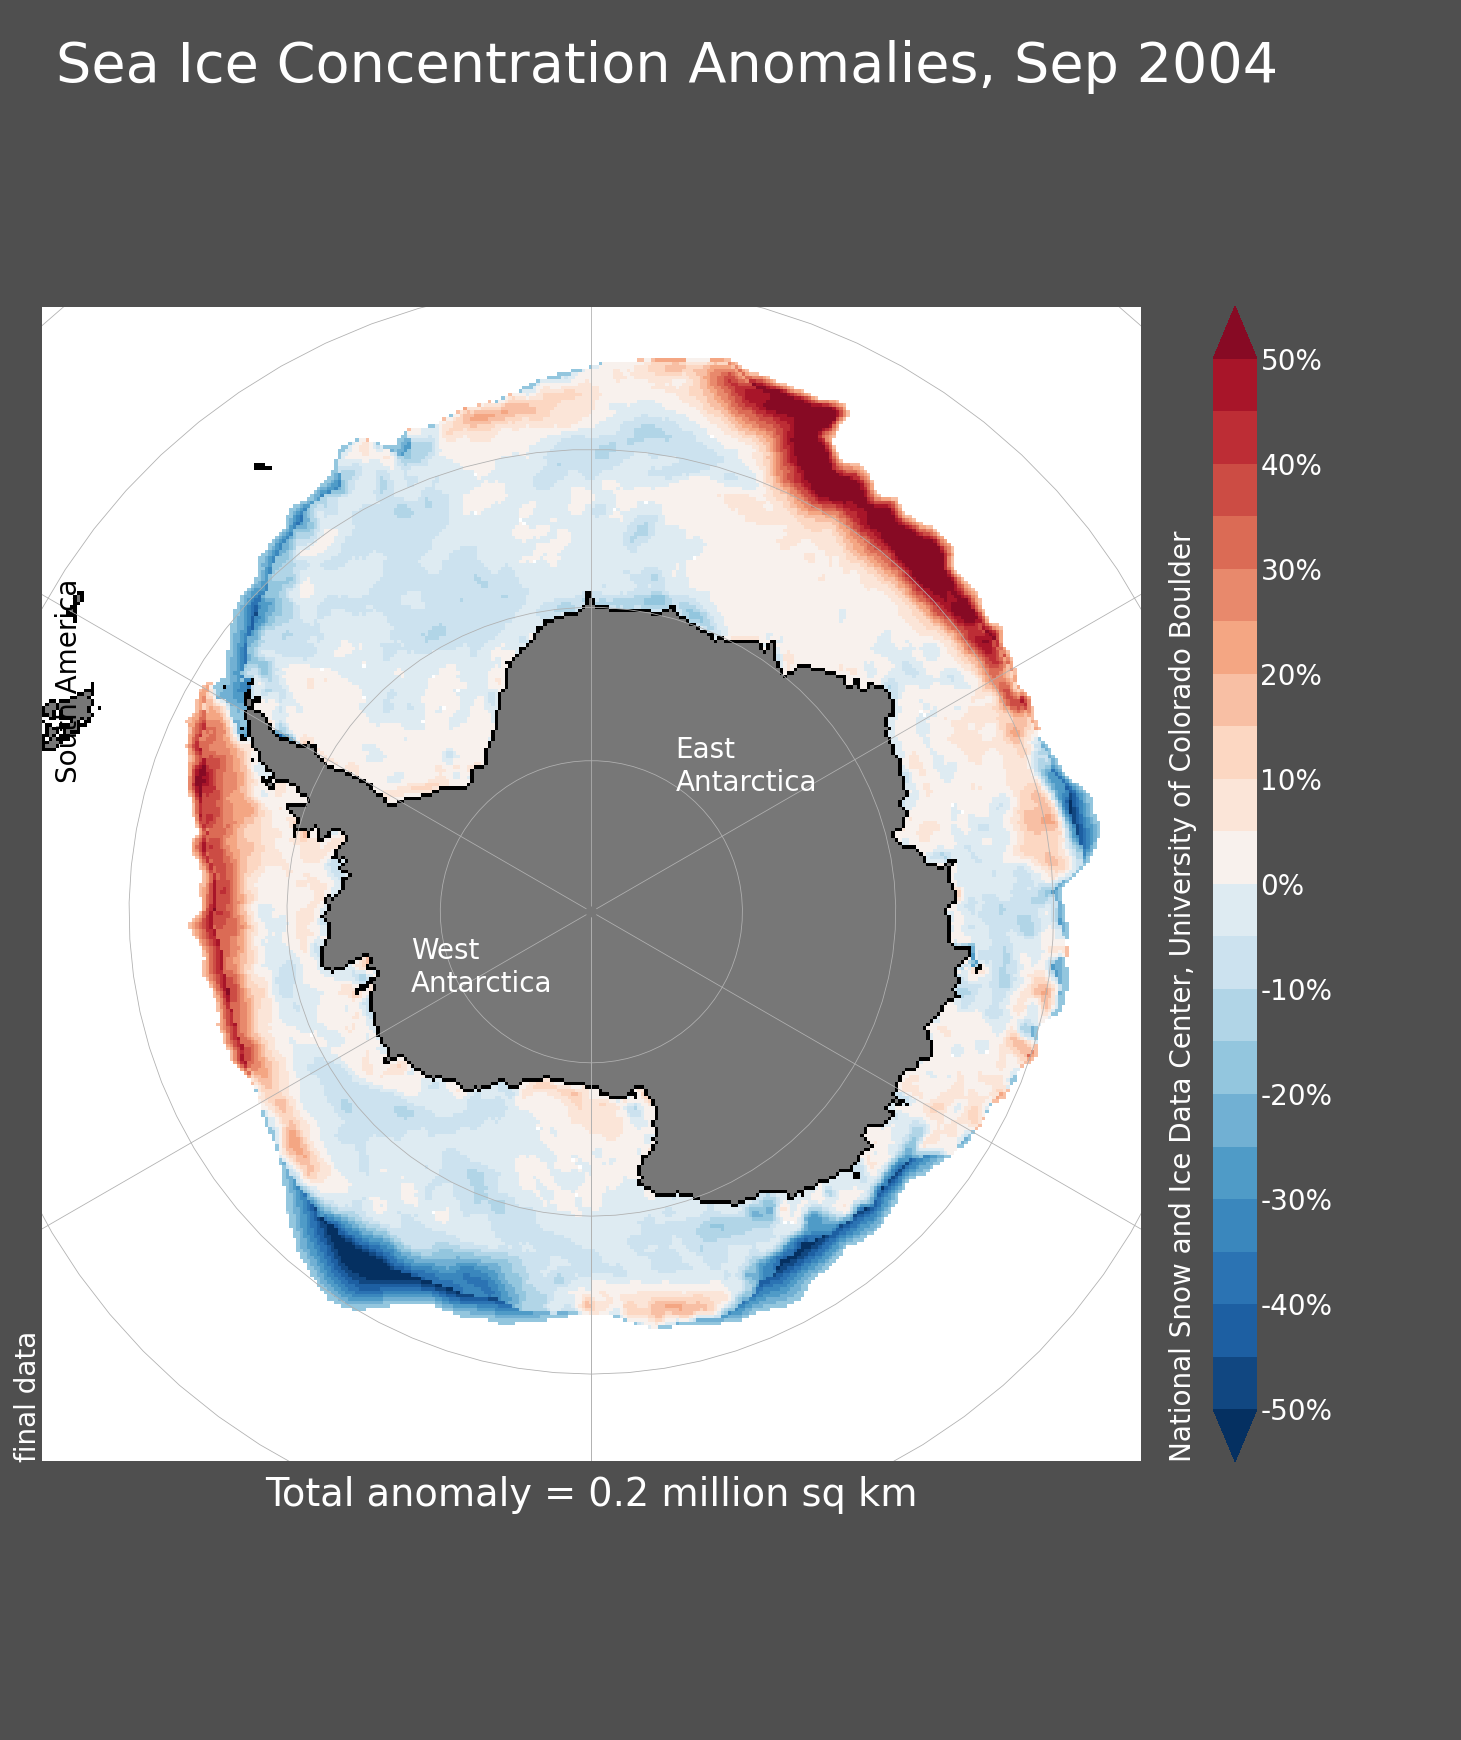 Sea Ice Concentration Anomalies, Sep 2004
South America
East
Antarctica
West
Antarctica
final data
National Snow and Ice Data Center, University of Colorado Boulder
50%
40%
30%
20%
10%
0%
-10%
-20%
-30%
-40%
-50%
Total anomaly = 0.2 million sq km